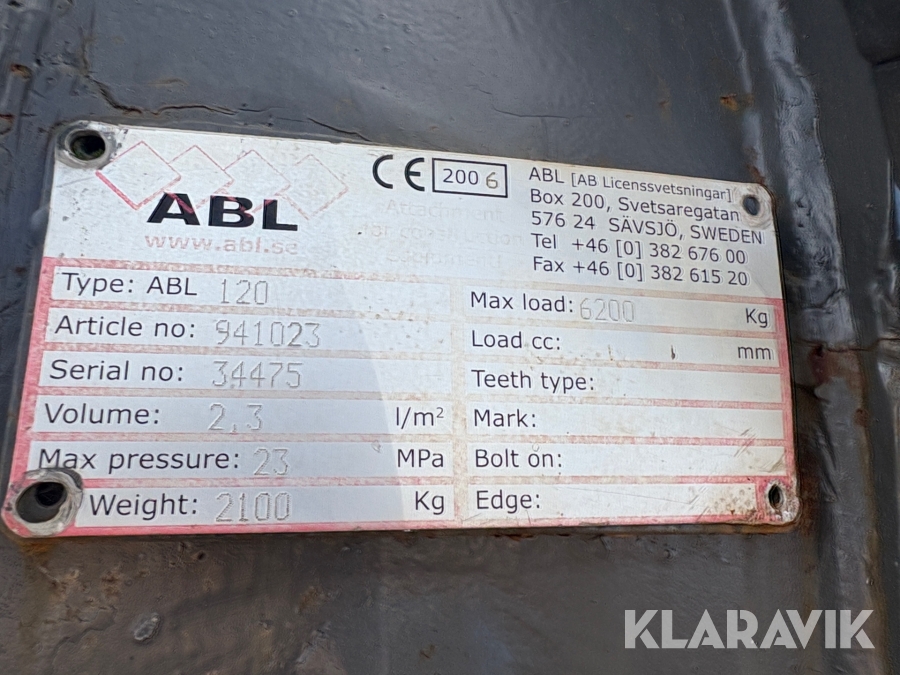 ABL
www.abl.se
CE 2006
ABL [AB Licenssvetsningar]
Box 200, Svetsaregatan
576 24 SÄVSJÖ, SWEDEN
Tel +46 [0] 382 676 00
Fax +46 [0] 382 615 20
Attachment
Type: ABL 120
Article no: 941023
Serial no: 34475
Volume: 2,3 l/m²
Max pressure: 23 MPa
Weight: 2100 Kg
Max load: 6200 Kg
Load cc: mm
Teeth type:
Mark:
Bolt on:
Edge:
KLARAVIK